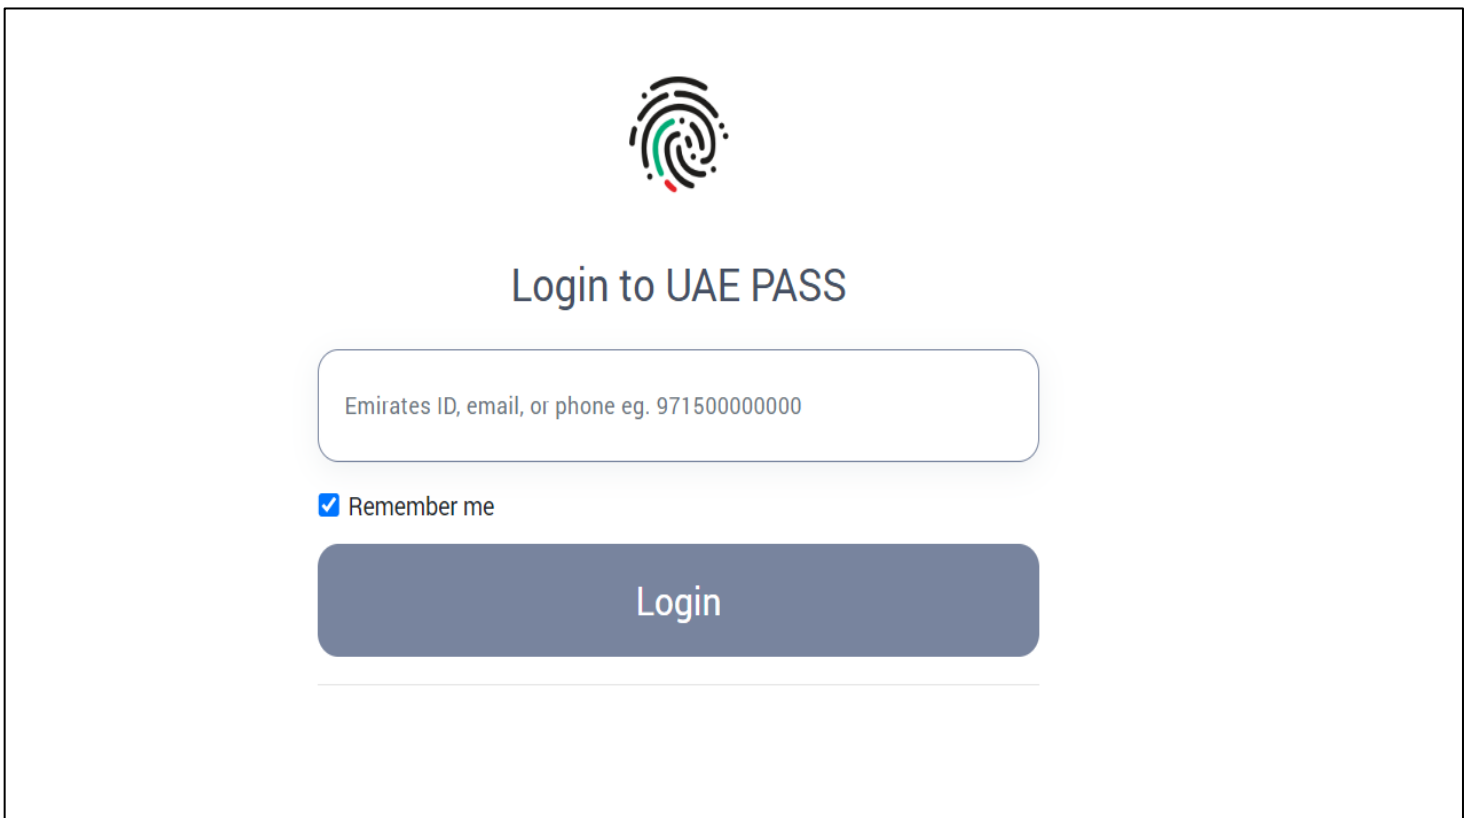 Login to UAE PASS
Emirates ID, email, or phone eg. 971500000000
Remember me
Login